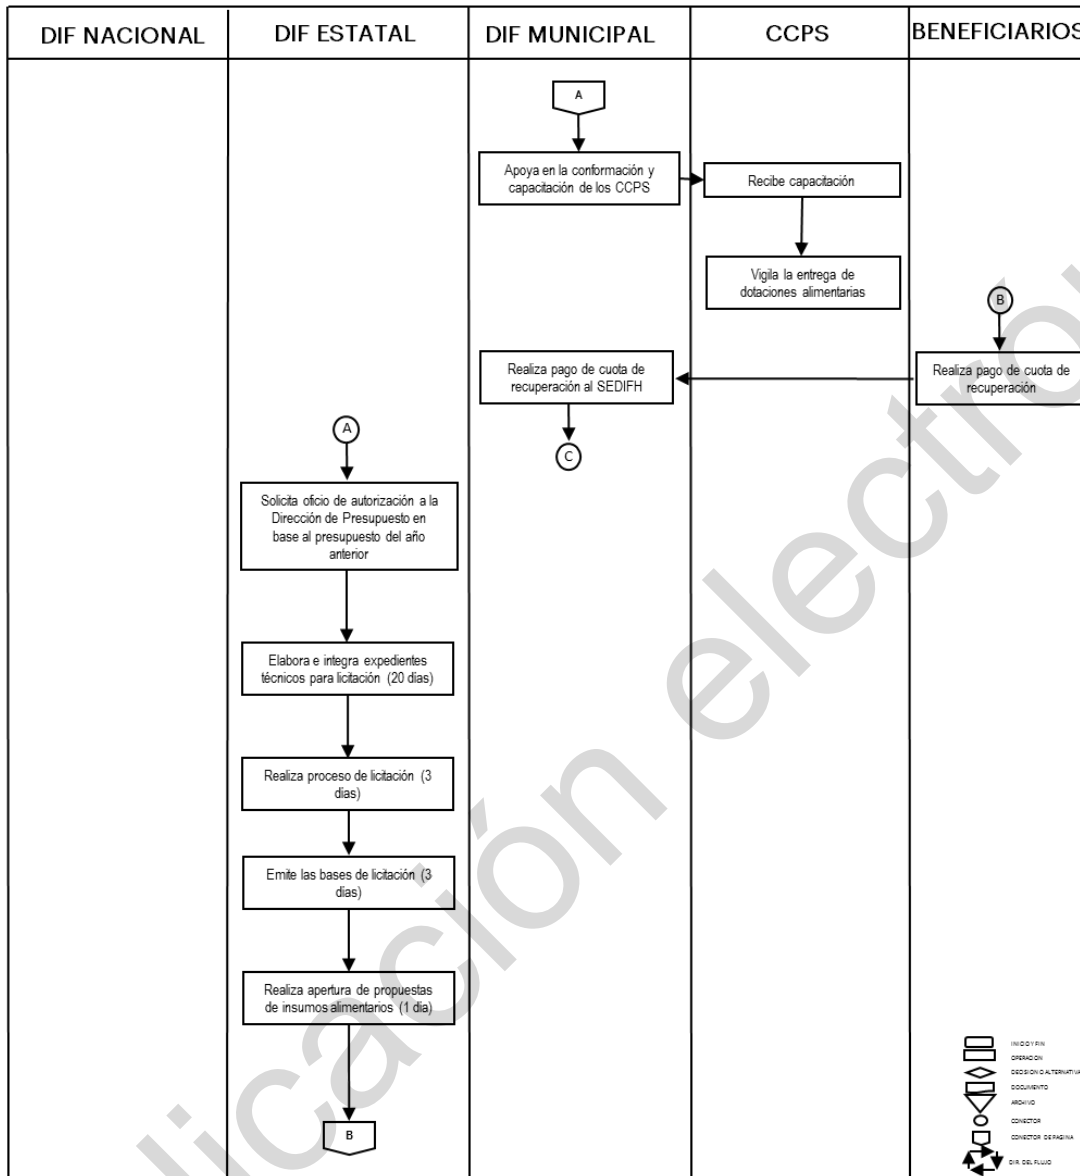 DIF NACIONAL
DIF ESTATAL
DIF MUNICIPAL
CCPS
BENEFICIARIOS
A
Apoya en la conformación y
capacitación de los CCPS
Recibe capacitación
Vigila la entrega de
dotaciones alimentarias
B
Realiza pago de cuota de
recuperación al SEDIFH
Realiza pago de cuota de
recuperación
A
C
Solicita oficio de autorización a la
Dirección de Presupuesto en
base al presupuesto del año
anterior
Elabora e integra expedientes
técnicos para licitación (20 días)
Realiza proceso de licitación (3
días)
Emite las bases de licitación (3
días)
Realiza apertura de propuestas
de insumos alimentarios (1 día)
B
INICIO Y FIN
OPERACION
DECISION O ALTERNATIVA
DOCUMENTO
ARCHIVO
CONECTOR
CONECTOR DE PAGINA
DIR. DEL FLUJO
licación electró